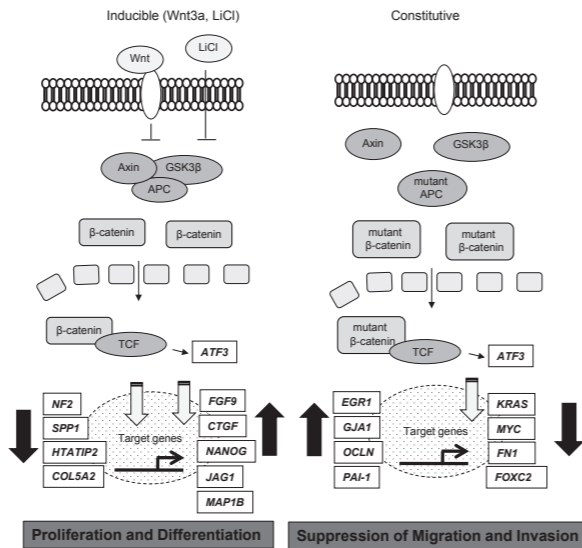 Inducible (Wnt3a, LiCl)
Wnt
LiCl
Axin
GSK3β
APC
β-catenin
β-catenin
β-catenin
TCF
ATF3
NF2
SPP1
HTATIP2
COL5A2
Target genes
FGF9
CTGF
NANOG
JAG1
MAP1B
Proliferation and Differentiation
Constitutive
Axin
GSK3β
mutant
APC
mutant
β-catenin
mutant
β-catenin
mutant
β-catenin
TCF
ATF3
EGR1
GJA1
OCLN
PAI-1
Target genes
KRAS
MYC
FN1
FOXC2
Suppression of Migration and Invasion